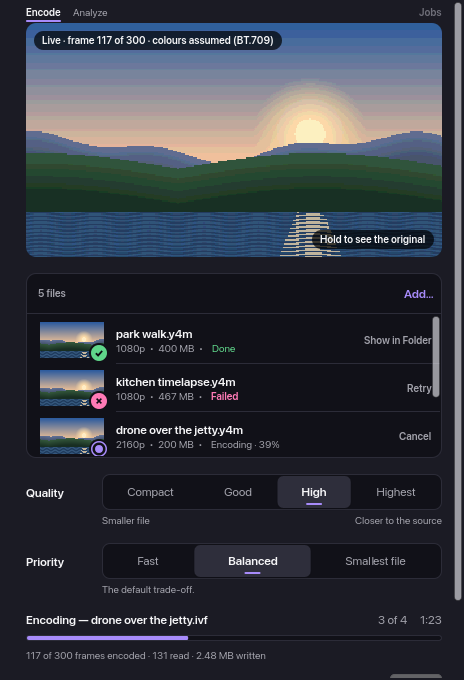 Encode Analyze Jobs
Live · frame 117 of 300 · colours assumed (BT.709)
Hold to see the original
5 files Add...
park walk.y4m
1080p • 400 MB • Done
Show in Folder
kitchen timelapse.y4m
1080p • 467 MB • Failed
Retry
drone over the jetty.y4m
2160p • 200 MB • Encoding · 39%
Cancel
Quality Compact Good High Highest
Smaller file Closer to the source
Priority Fast Balanced Smallest file
The default trade-off.
Encoding — drone over the jetty.ivf 3 of 4 1:23
117 of 300 frames encoded · 131 read · 2.48 MB written